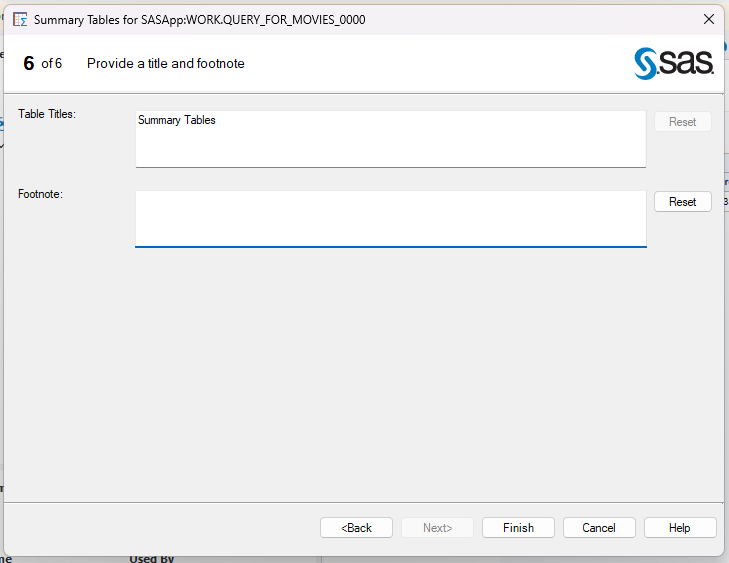 Summary Tables for SASApp:WORK.QUERY_FOR_MOVIES_0000
6 of 6 Provide a title and footnote
sas.
Table Titles:
Summary Tables
Reset
Footnote:
Reset
<Back
Next>
Finish
Cancel
Help
Used By